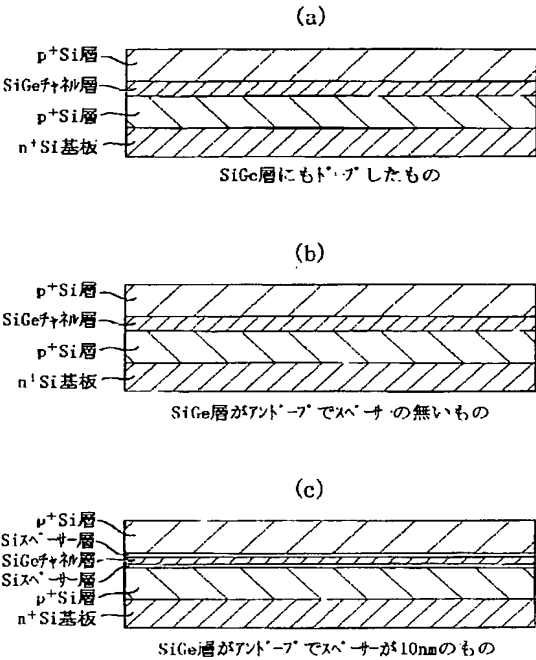 (a)
p⁺Si層
SiGeチャネル層
p⁺Si層
n⁺Si基板
SiGe層にもドープしたもの
(b)
p⁺Si層
SiGeチャネル層
p⁺Si層
n⁺Si基板
SiGe層がアンドープでスペーサの無いもの
(c)
p⁺Si層
Siスペーサー層
SiGeチャネル層
Siスペーサー層
p⁺Si層
n⁺Si基板
SiGe層がアンドープでスペーサーが10nmのもの